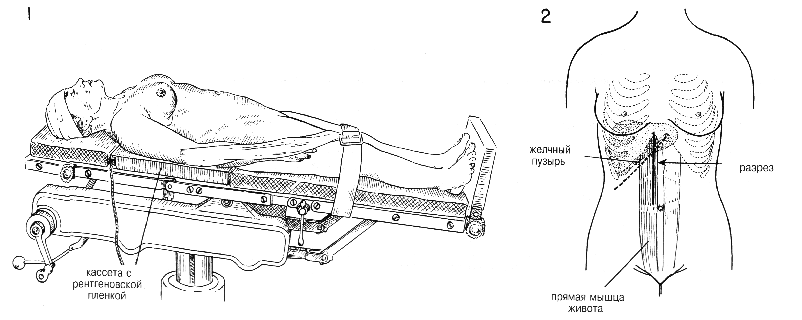 1
кассета с
рентгеновской
пленкой
2
желчный
пузырь
разрез
прямая мышца
живота